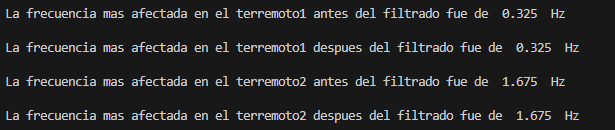 La frecuencia mas afectada en el terremoto1 antes del filtrado fue de  0.325  Hz
La frecuencia mas afectada en el terremoto1 despues del filtrado fue de  0.325  Hz
La frecuencia mas afectada en el terremoto2 antes del filtrado fue de  1.675  Hz
La frecuencia mas afectada en el terremoto2 despues del filtrado fue de  1.675  Hz